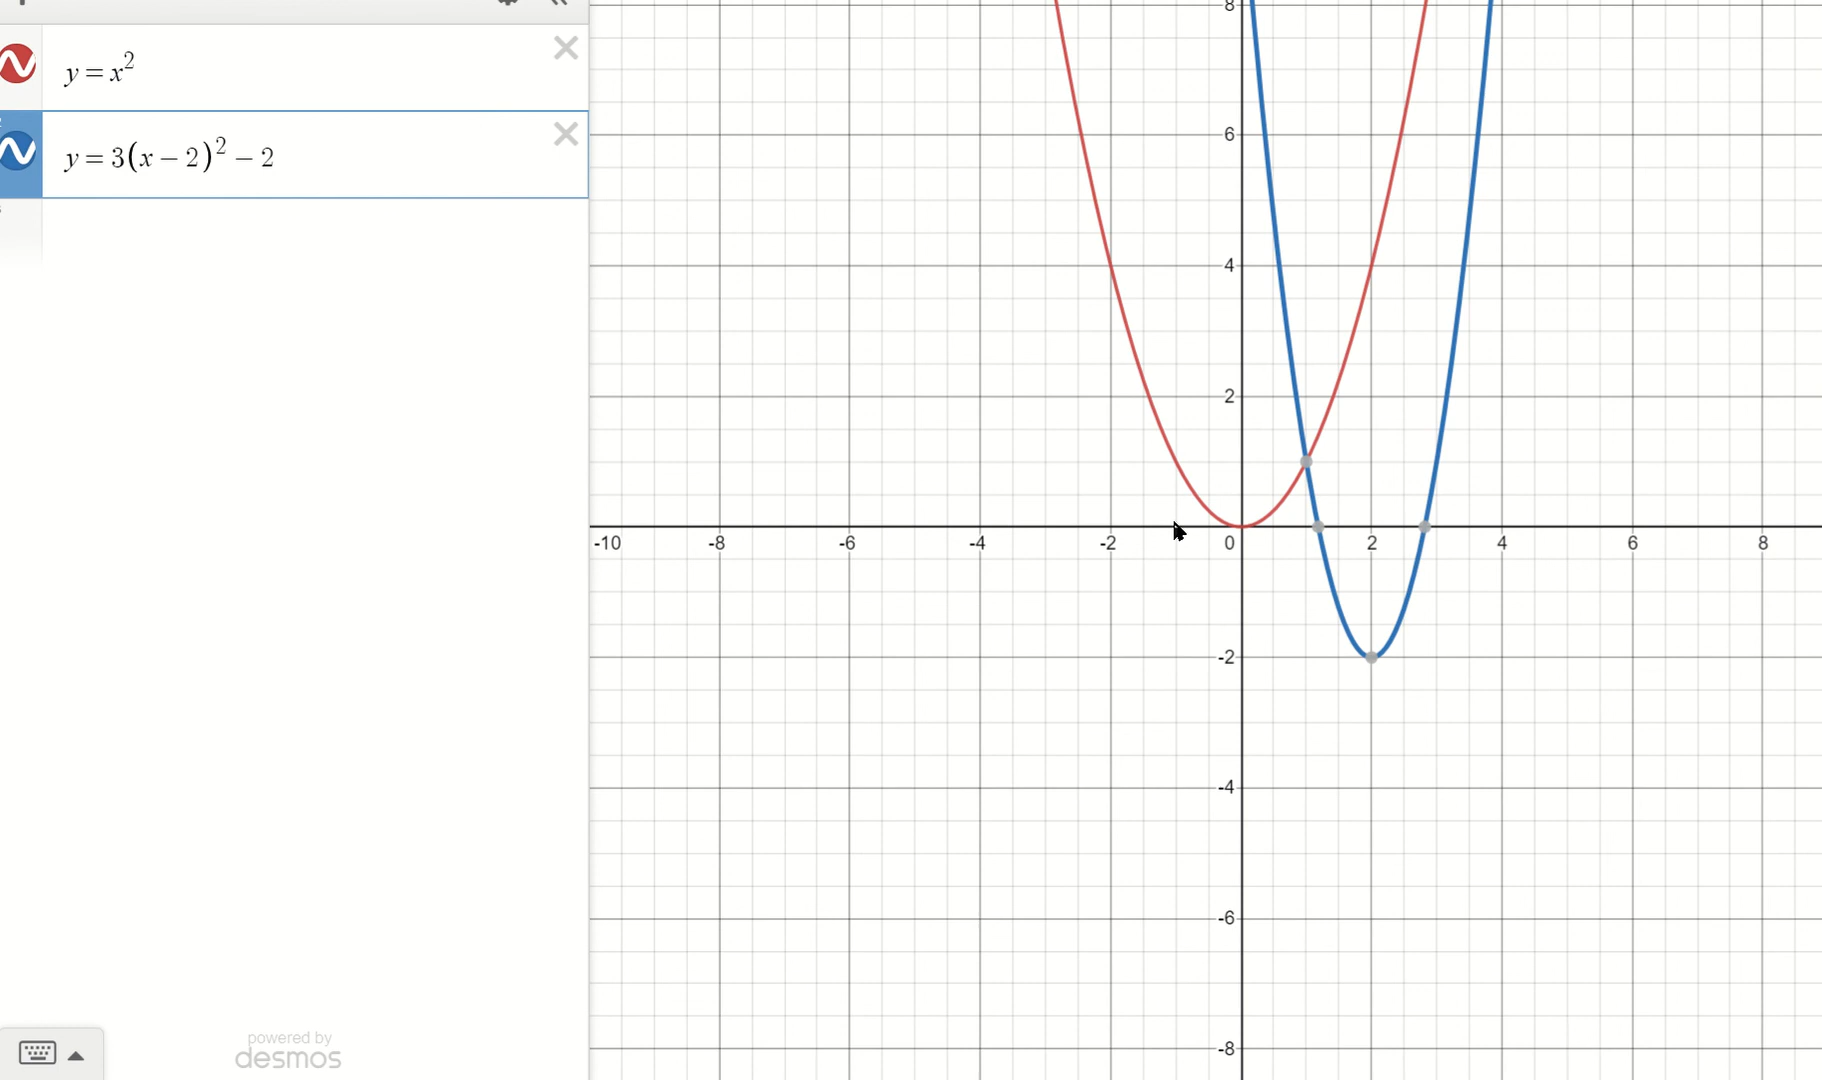 y = x²
y = 3(x − 2)² − 2
powered by
desmos
8
6
4
2
-10 -8 -6 -4 -2 0 2 4 6 8
-2
-4
-6
-8